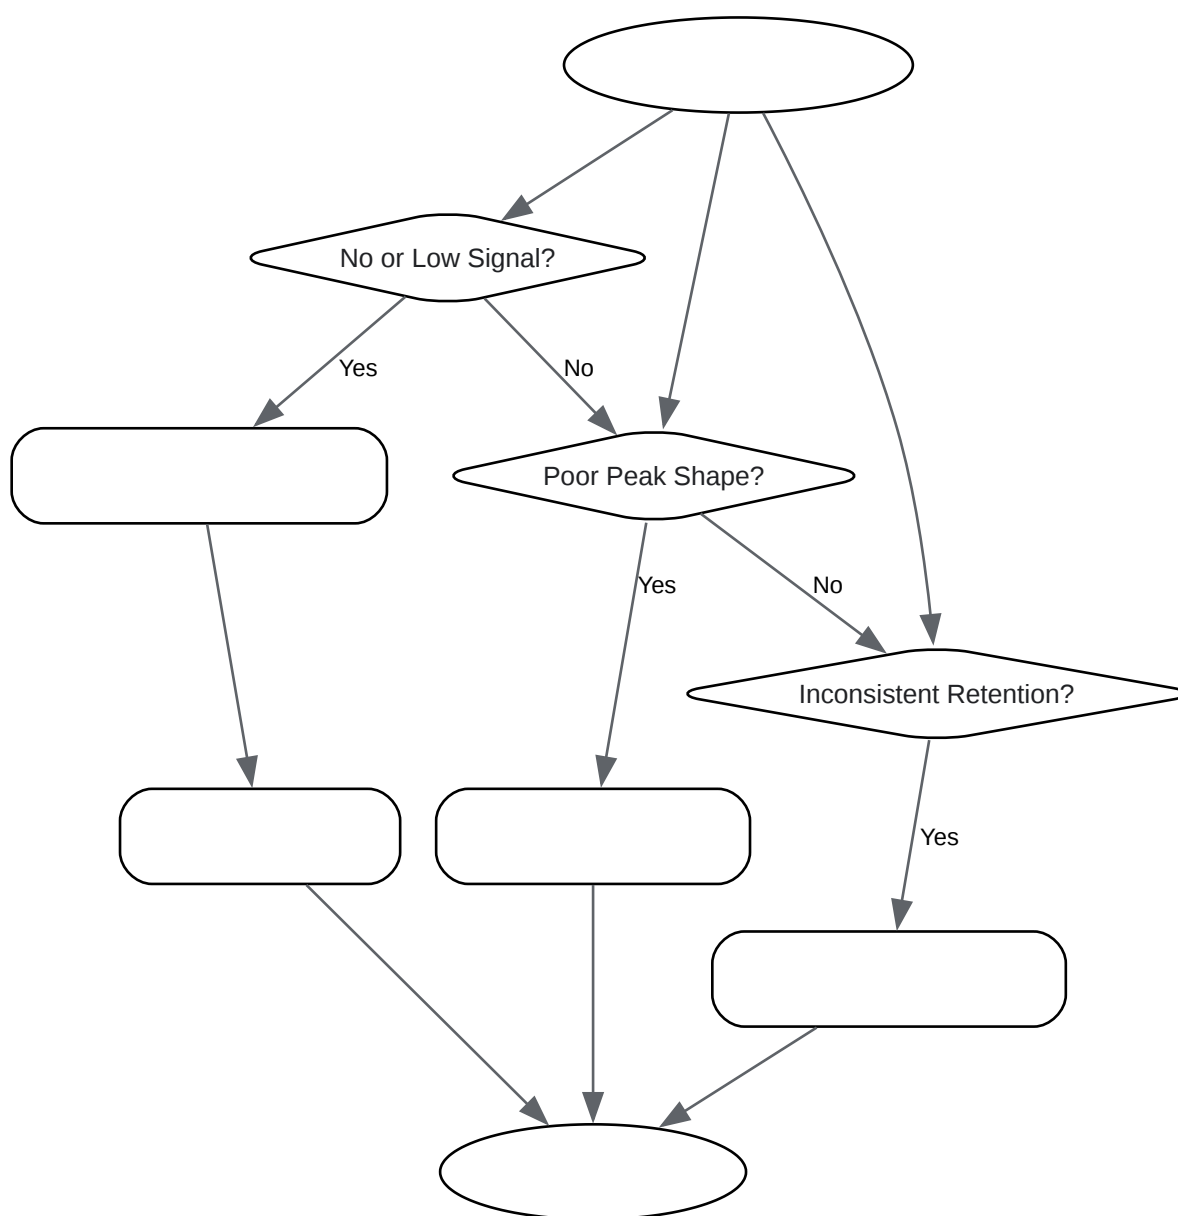 No or Low Signal?
Yes
No
Poor Peak Shape?
Yes
No
Inconsistent Retention?
Yes